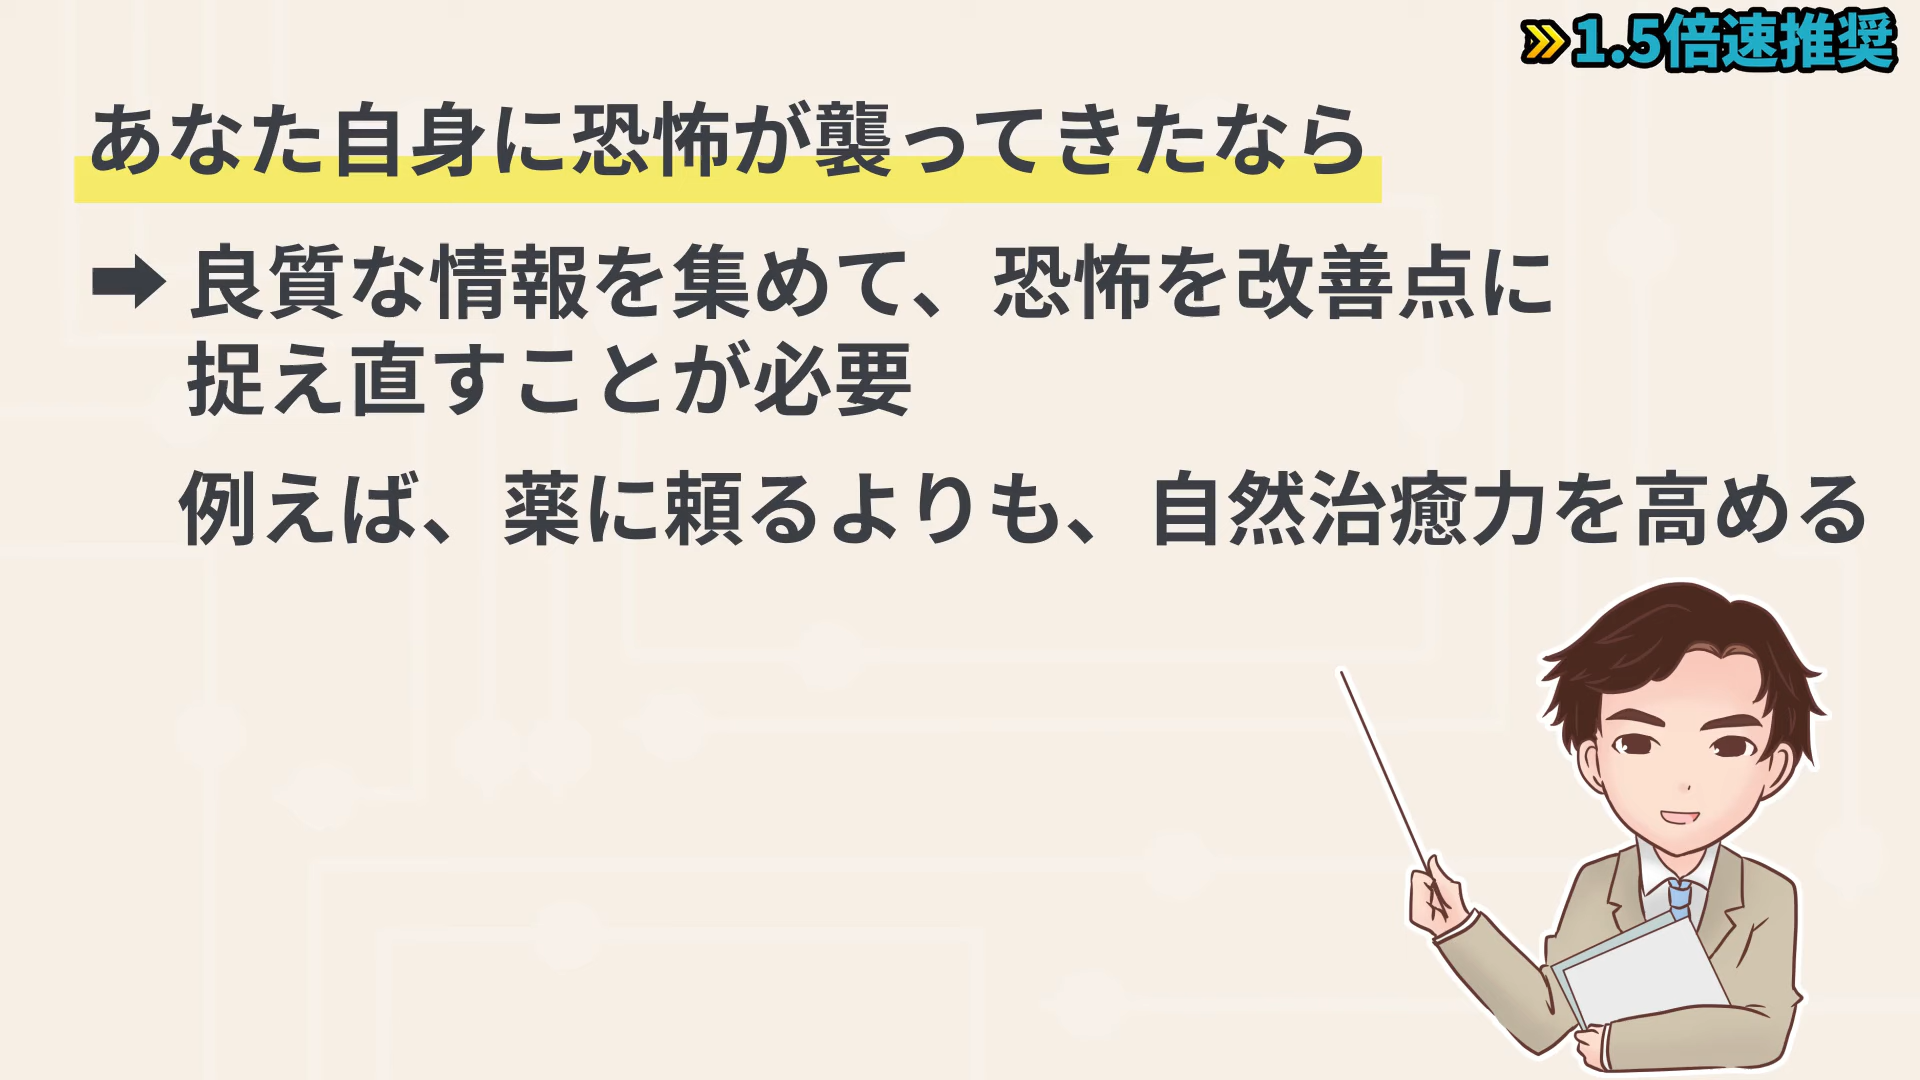 1.5倍速推奨
あなた自身に恐怖が襲ってきたなら
➡ 良質な情報を集めて、恐怖を改善点に
捉え直すことが必要
例えば、薬に頼るよりも、自然治癒力を高める